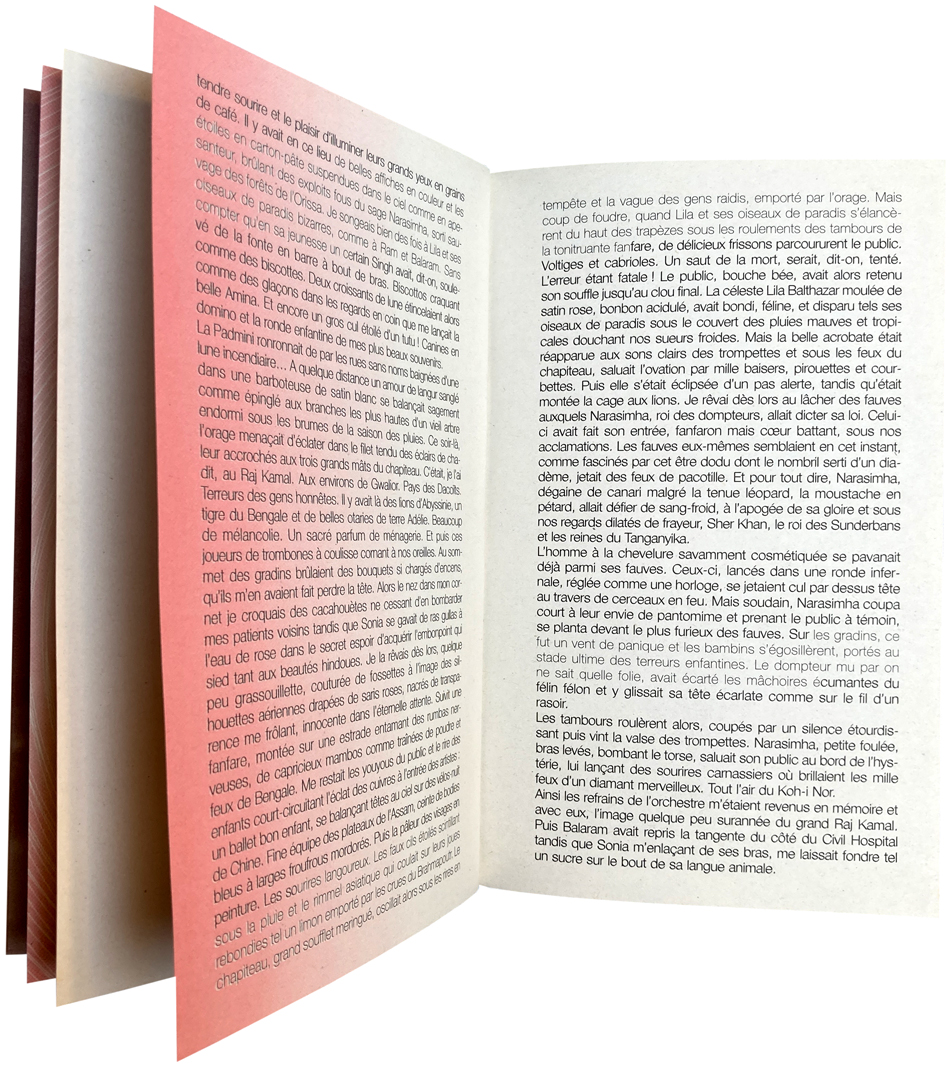 tendre sourire et le plaisir d'illuminer leurs grands yeux en grains
de café. Il y avait en ce lieu de belles affiches en couleur et les
étoiles en carton-pâte suspendues dans le ciel comme en ape-
santeur, brûlant des exploits fous du sage Narasimha, sorti sau-
vage des forêts de l'Orissa. Je songeais bien des fois à Lila et ses
oiseaux de paradis bizarres, comme à Ram et Balaram. Sans
compter qu'en sa jeunesse un certain Singh avait, dit-on, soule-
vé de la fonte en barre à bout de bras. Biscottos craquant
comme des biscottes. Deux croissants de lune étincelaient alors
comme des glaçons dans les regards en coin que me lançait la
belle Amina. Et encore un gros cul étoilé d'un tutu ! Canines en
domino et la ronde enfantine de mes plus beaux souvenirs.
La Padmini ronronnait de par les rues sans noms baignées d'une
lune incendiaire... A quelque distance un amour de langur sanglé
dans une barboteuse de satin blanc se balançait sagement
comme épinglé aux branches les plus hautes d'un vieil arbre
endormi sous les brumes de la saison des pluies. Ce soir-là,
l'orage menaçait d'éclater dans le filet tendu des éclairs de cha-
leur accrochés aux trois grands mâts du chapiteau. C'était, je l'ai
dit, au Raj Kamal. Aux environs de Gwalior. Pays des Dacoïts.
Terreurs des gens honnêtes. Il y avait là des lions d'Abyssinie, un
tigre du Bengale et de belles otaries de terre Adélie. Beaucoup
de mélancolie. Un sacré parfum de ménagerie. Et puis ces
joueurs de trombones à coulisse cornant à nos oreilles. Au som-
met des gradins brûlaient des bouquets si chargés d'encens,
qu'ils m'en avaient fait perdre la tête. Alors le nez dans mon cor-
net je croquais des cacahouètes ne cessant d'en bombarder
mes patients voisins tandis que Sonia se gavait de ras gullas à
l'eau de rose dans le secret espoir d'acquérir l'embonpoint qui
sied tant aux beautés hindoues. Je la rêvais dès lors, quelque
peu grassouillette, couturée de fossettes à l'image des sil-
houettes aériennes drapées de saris roses, nacrés de transpa-
rence me frôlant, innocente dans l'éternelle attente. Suivit une
fanfare, montée sur une estrade entamant des rumbas ner-
veuses, de capricieux mambos comme traînées de poudre et
feux de Bengale. Me restait les youyous du public et le rire des
enfants court-circuitant l'éclat des cuivres à l'entrée des artistes :
un ballet bon enfant, se balançant têtes au ciel sur des vélos nuit
de Chine. Fine équipe des plateaux de l'Assam, ceinte de bodies
bleus à larges froufrous mordorés. Puis la pâleur des visages en
peinture. Les sourires langoureux. Les faux cils étoilés scintillant
sous la pluie et le rimmel asiatique qui coulait sur leurs joues
rebondies tel un limon emporté par les crues du Brahmapoutr. Le
chapiteau, grand soufflet meringué, oscillait alors sous les rires en
tempête et la vague des gens raidis, emporté par l'orage. Mais
coup de foudre, quand Lila et ses oiseaux de paradis s'élancè-
rent du haut des trapèzes sous les roulements des tambours de
la tonitruante fanfare, de délicieux frissons parcoururent le public.
Voltiges et cabrioles. Un saut de la mort, serait, dit-on, tenté.
L'erreur étant fatale ! Le public, bouche bée, avait alors retenu
son souffle jusqu'au clou final. La céleste Lila Balthazar moulée de
satin rose, bonbon acidulé, avait bondi, féline, et disparu tels ses
oiseaux de paradis sous le couvert des pluies mauves et tropi-
cales douchant nos sueurs froides. Mais la belle acrobate était
réapparue aux sons clairs des trompettes et sous les feux du
chapiteau, saluait l'ovation par mille baisers, pirouettes et cour-
bettes. Puis elle s'était éclipsée d'un pas alerte, tandis qu'était
montée la cage aux lions. Je rêvai dès lors au lâcher des fauves
auxquels Narasimha, roi des dompteurs, allait dicter sa loi. Celui-
ci avait fait son entrée, fanfaron mais cœur battant, sous nos
acclamations. Les fauves eux-mêmes semblaient en cet instant,
comme fascinés par cet être dodu dont le nombril serti d'un dia-
dème, jetait des feux de pacotille. Et pour tout dire, Narasimha,
dégaine de canari malgré la tenue léopard, la moustache en
pétard, allait défier de sang-froid, à l'apogée de sa gloire et sous
nos regards dilatés de frayeur, Sher Khan, le roi des Sunderbans
et les reines du Tanganyika.
L'homme à la chevelure savamment cosmétiquée se pavanait
déjà parmi ses fauves. Ceux-ci, lancés dans une ronde infer-
nale, réglée comme une horloge, se jetaient cul par dessus tête
au travers de cerceaux en feu. Mais soudain, Narasimha coupa
court à leur envie de pantomime et prenant le public à témoin,
se planta devant le plus furieux des fauves. Sur les gradins, ce
fut un vent de panique et les bambins s'égosillèrent, portés au
stade ultime des terreurs enfantines. Le dompteur mu par on
ne sait quelle folie, avait écarté les mâchoires écumantes du
félin félon et y glissait sa tête écarlate comme sur le fil d'un
rasoir.
Les tambours roulèrent alors, coupés par un silence étourdis-
sant puis vint la valse des trompettes. Narasimha, petite foulée,
bras levés, bombant le torse, saluait son public au bord de l'hys-
térie, lui lançant des sourires carnassiers où brillaient les mille
feux d'un diamant merveilleux. Tout l'air du Koh-i Nor.
Ainsi les refrains de l'orchestre m'étaient revenus en mémoire et
avec eux, l'image quelque peu surannée du grand Raj Kamal.
Puis Balaram avait repris la tangente du côté du Civil Hospital
tandis que Sonia m'enlaçant de ses bras, me laissait fondre tel
un sucre sur le bout de sa langue animale.